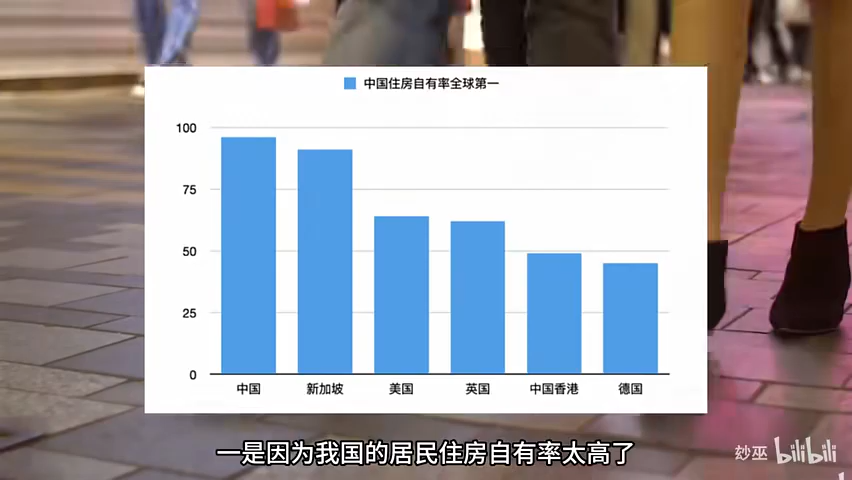 中国住房自有率全球第一
100
75
50
25
0
中国 新加坡 美国 英国 中国香港 德国
一是因为我国的居民住房自有率太高了
妙巫 bilibili